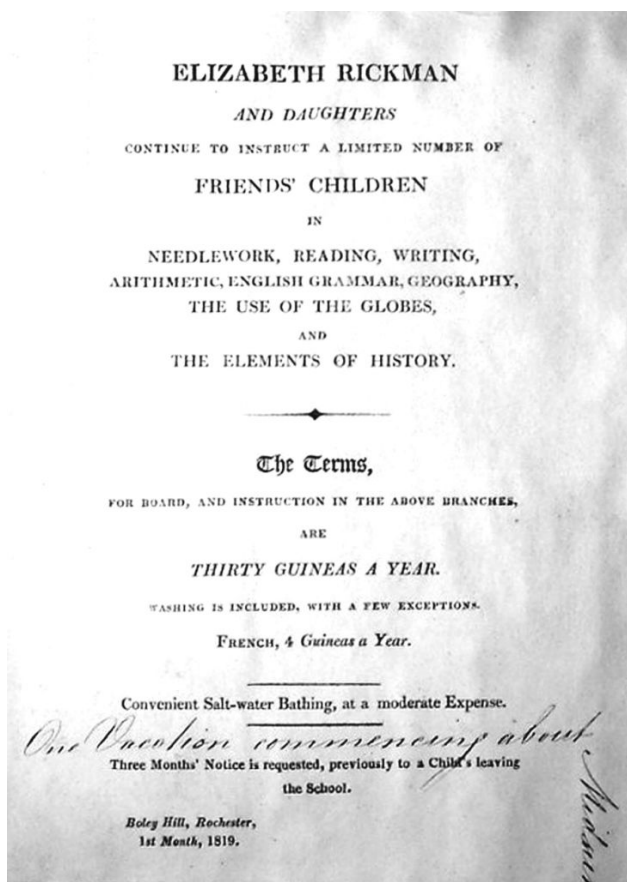 ELIZABETH RICKMAN
AND DAUGHTERS
CONTINUE TO INSTRUCT A LIMITED NUMBER OF
FRIENDS' CHILDREN
IN
NEEDLEWORK, READING, WRITING,
ARITHMETIC, ENGLISH GRAMMAR, GEOGRAPHY,
THE USE OF THE GLOBES,
AND
THE ELEMENTS OF HISTORY.
The Terms,
FOR BOARD, AND INSTRUCTION IN THE ABOVE BRANCHES,
ARE
THIRTY GUINEAS A YEAR.
WASHING IS INCLUDED, WITH A FEW EXCEPTIONS.
FRENCH, 4 Guineas a Year.
Convenient Salt-water Bathing, at a moderate Expense.
One Vacation commencing about
Three Months' Notice is requested, previously to a Child's leaving
the School.
Boley Hill, Rochester,
1st Month, 1819.